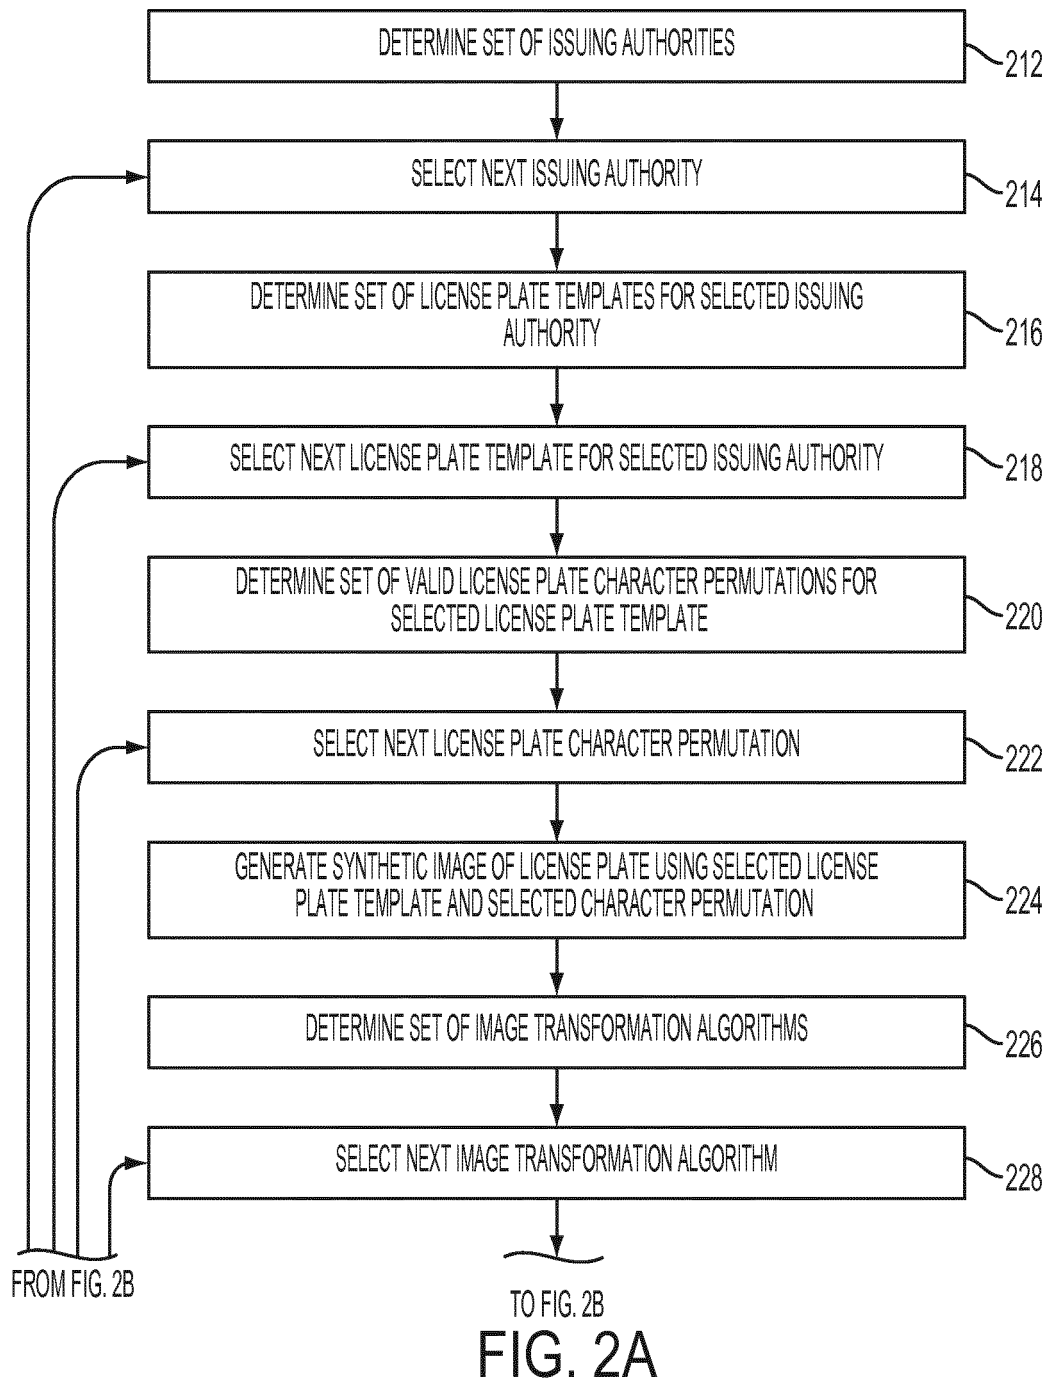 DETERMINE SET OF ISSUING AUTHORITIES
212
SELECT NEXT ISSUING AUTHORITY
214
DETERMINE SET OF LICENSE PLATE TEMPLATES FOR SELECTED ISSUING
AUTHORITY
216
SELECT NEXT LICENSE PLATE TEMPLATE FOR SELECTED ISSUING AUTHORITY
218
DETERMINE SET OF VALID LICENSE PLATE CHARACTER PERMUTATIONS FOR
SELECTED LICENSE PLATE TEMPLATE
220
SELECT NEXT LICENSE PLATE CHARACTER PERMUTATION
222
GENERATE SYNTHETIC IMAGE OF LICENSE PLATE USING SELECTED LICENSE
PLATE TEMPLATE AND SELECTED CHARACTER PERMUTATION
224
DETERMINE SET OF IMAGE TRANSFORMATION ALGORITHMS
226
SELECT NEXT IMAGE TRANSFORMATION ALGORITHM
228
FROM FIG. 2B
TO FIG. 2B
FIG. 2A